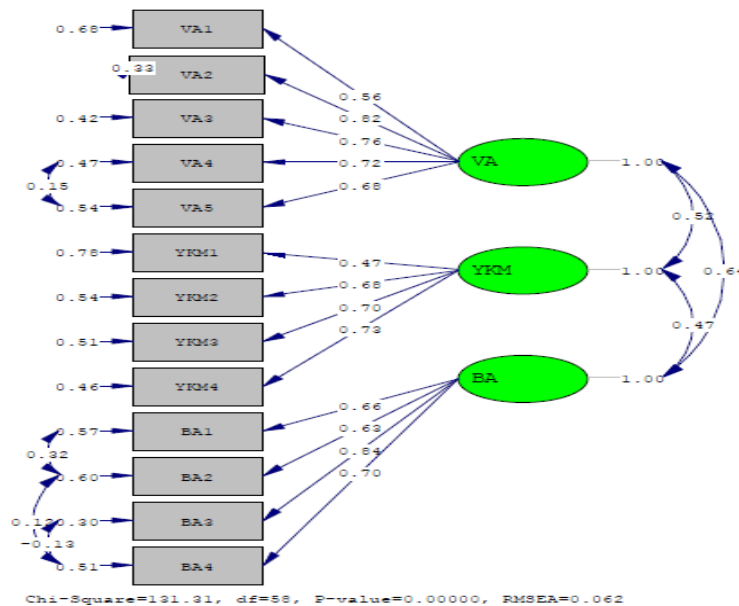 0.68 VA1
0.33 VA2
0.56
0.82
0.42 VA3
0.76
0.47 VA4 0.72 VA 1.00
0.15
0.68
0.54 VA5
0.52
0.78 YKM1
0.47 YKM 1.00 0.64
0.68
0.54 YKM2
0.70
0.47
0.51 YKM3
0.73
0.46 YKM4 BA 1.00
0.66
0.57 BA1
0.63
0.32
0.84
0.60 BA2 0.70
0.12 0.30 BA3
-0.13
0.51 BA4
Chi-Square=131.31, df=58, P-value=0.00000, RMSEA=0.062